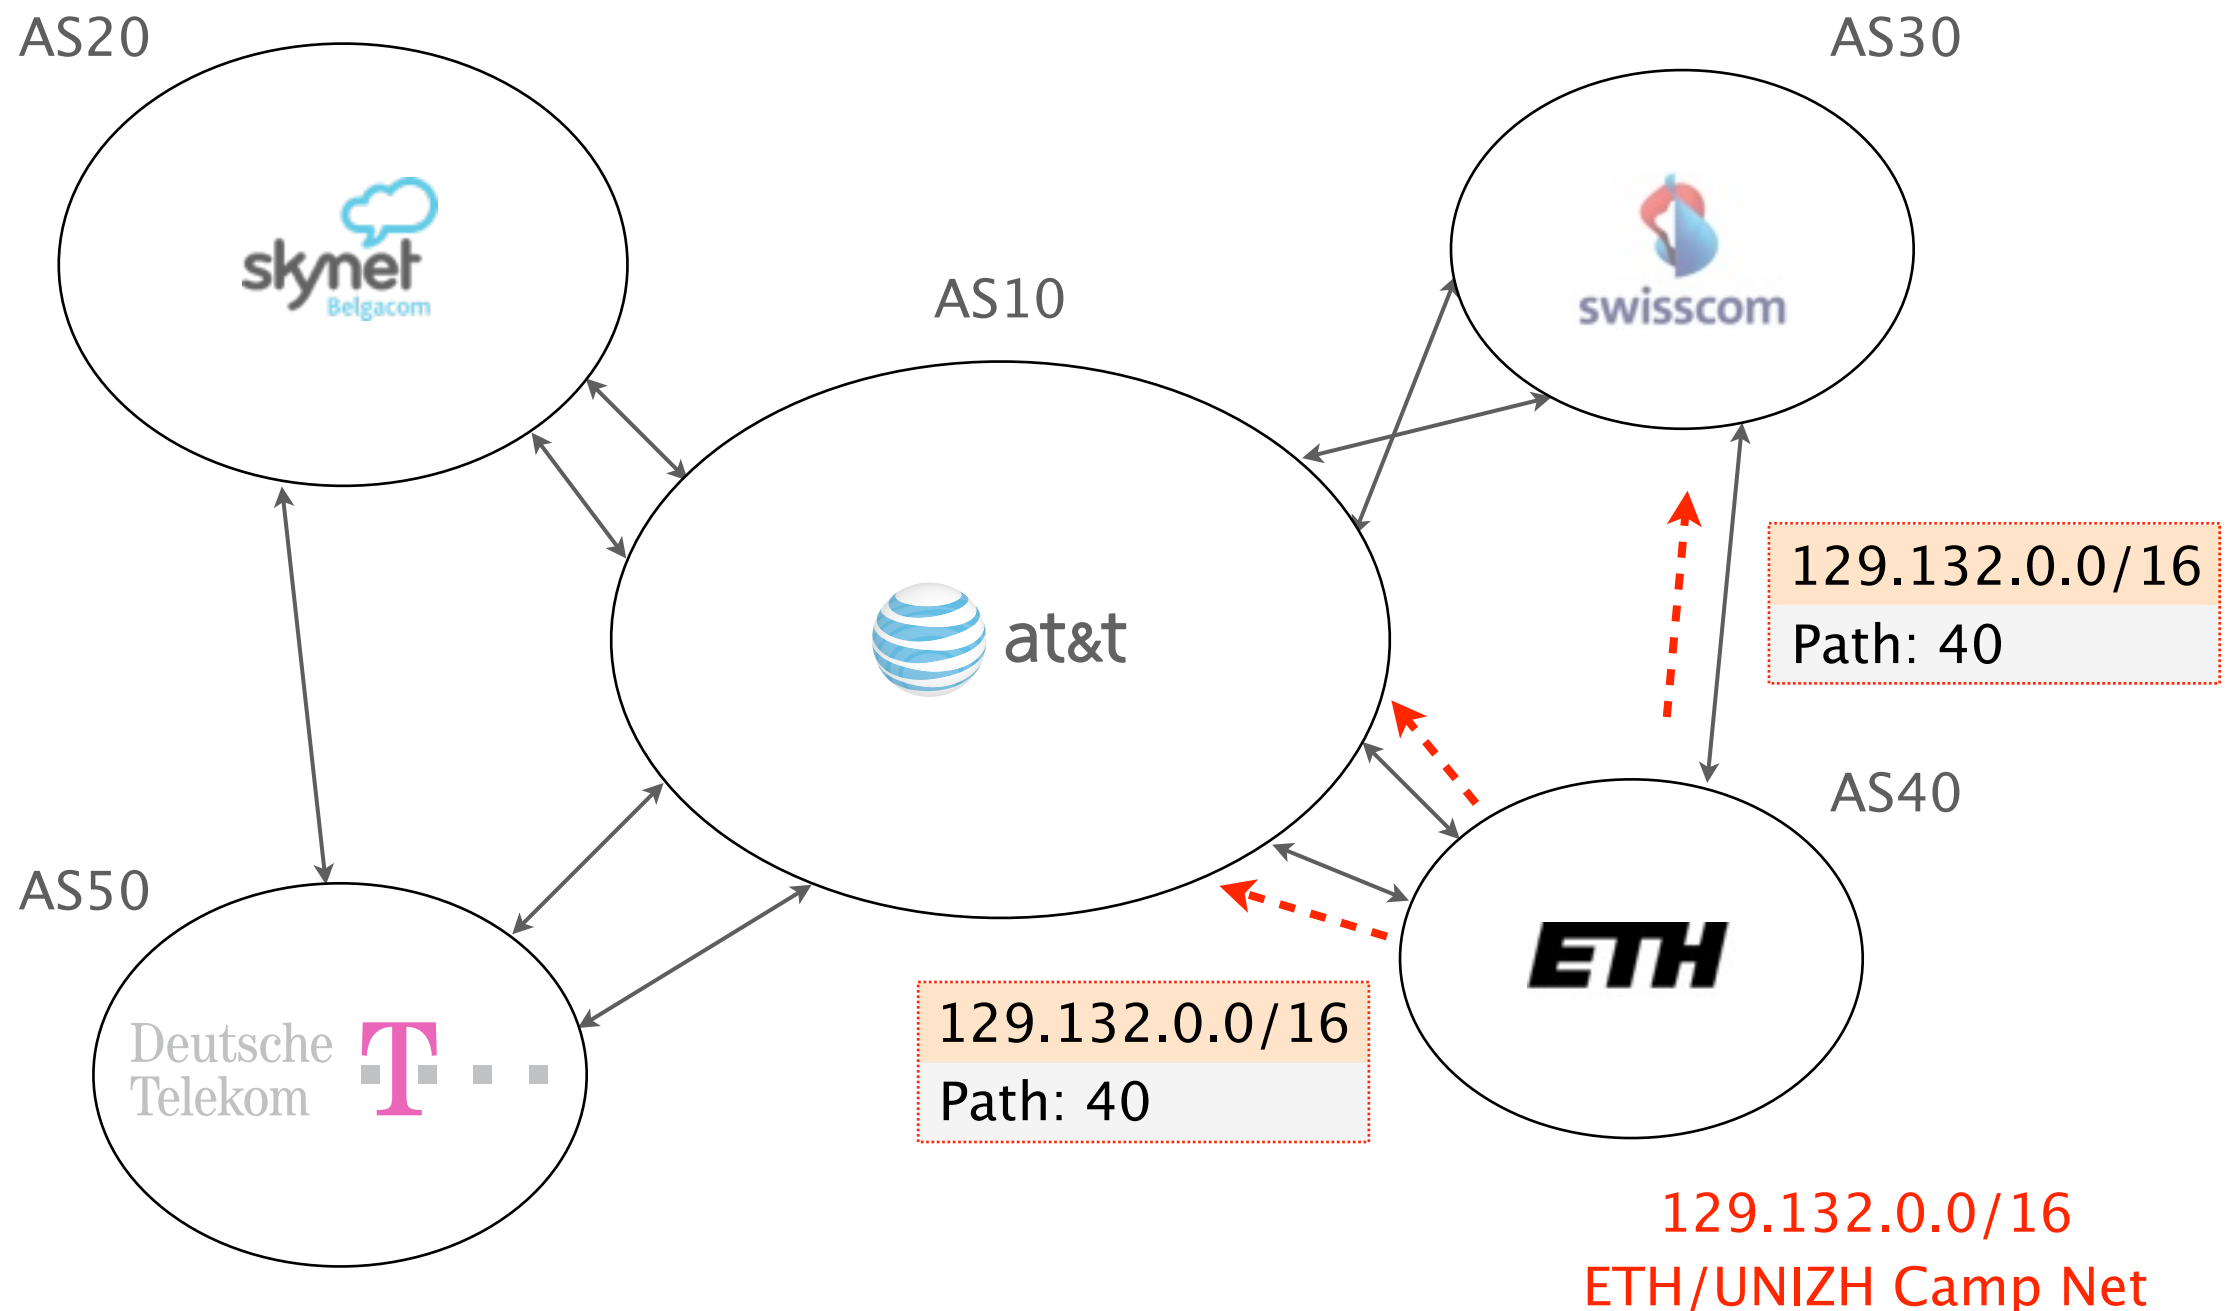 AS20
AS30
skynet
Belgacom
swisscom
AS10
129.132.0.0/16
Path: 40
at&t
AS40
AS50
ETH
Deutsche
Telekom
T
129.132.0.0/16
Path: 40
129.132.0.0/16
ETH/UNIZH Camp Net